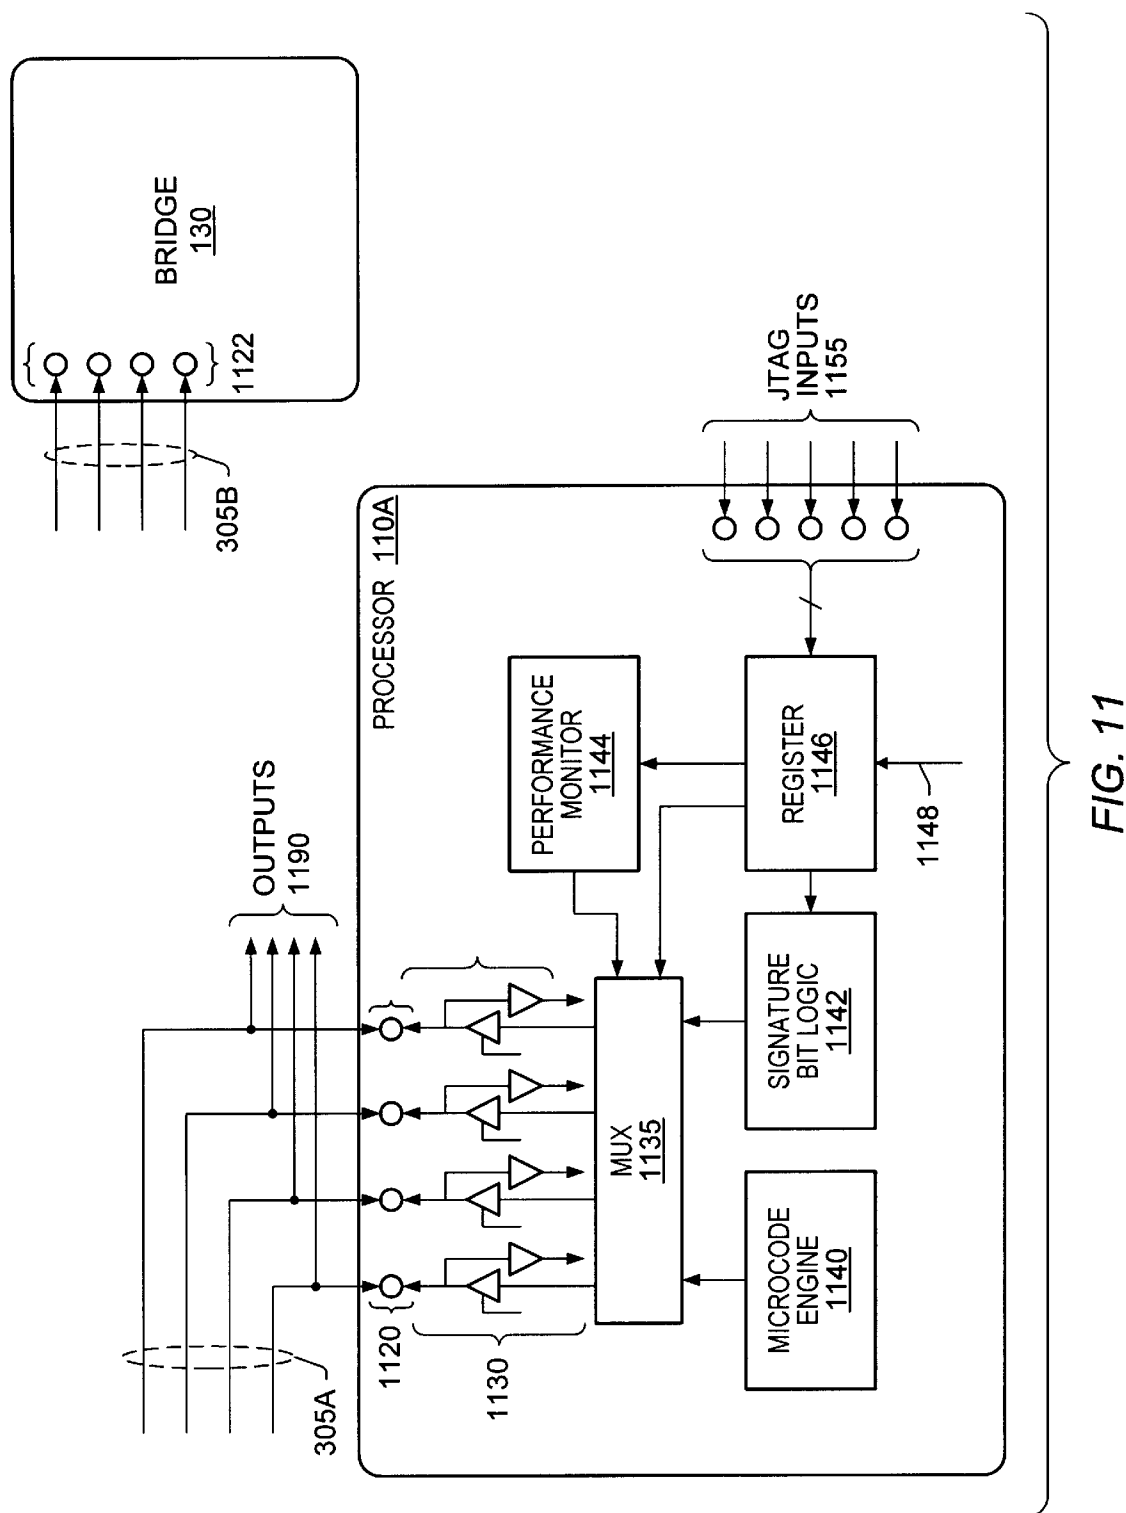 BRIDGE
130
1122
305B
OUTPUTS
1190
305A
PROCESSOR 110A
1120
1130
MUX
1135
PERFORMANCE
MONITOR
1144
JTAG
INPUTS
1155
MICROCODE
ENGINE
1140
SIGNATURE
BIT LOGIC
1142
REGISTER
1146
1148
FIG. 11